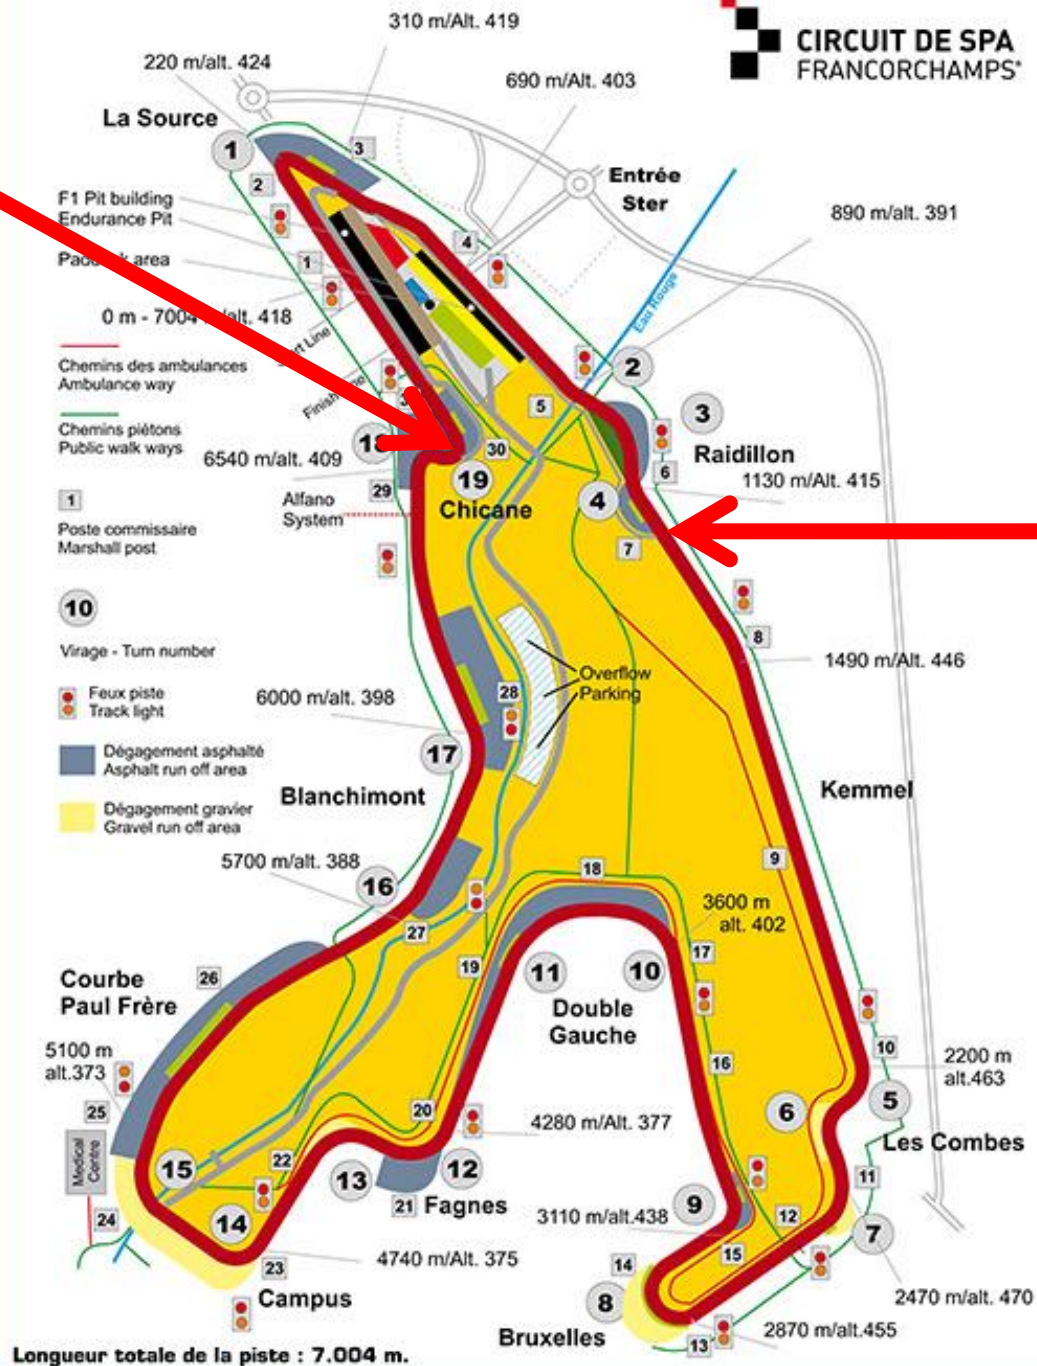 310 m/alt. 419
CIRCUIT DE SPA
FRANCORCHAMPS®
220 m/alt. 424
690 m/Alt. 403
La Source
1
3
2
Entrée
Ster
F1 Pit building
Endurance Pit
890 m/alt. 391
4
area
1
0 m - 7004 alt. 418
Eau Rouge
Line
Chemins des ambulances
Ambulance way
2
3
5
Chemins piètons
Public walk ways
18
30
Raidillon
6
6540 m/alt. 409
19
1130 m/Alt. 415
29
4
Chicane
1
Alfano
System
Poste commissaire
Marshall post
7
10
8
Virage - Turn number
1490 m/Alt. 446
Overflow
Parking
Feux piste
Track light
28
6000 m/alt. 398
17
Dégagement asphalté
Asphalt run off area
Kemmel
Blanchimont
Dégagement gravier
Gravel run off area
9
5700 m/alt. 388
18
16
3600 m
alt. 402
27
17
19
26
11
10
Courbe
Paul Frère
Double
Gauche
5100 m
alt.373
10
16
2200 m
alt.463
25
20
6
5
4280 m/Alt. 377
Les Combes
Medical
Centre
22
15
13
12
11
21
Fagnes
9
12
24
14
3110 m/alt.438
7
15
4740 m/Alt. 375
14
23
Campus
8
2470 m/alt. 470
Bruxelles
13
2870 m/alt.455
Longueur totale de la piste : 7.004 m.